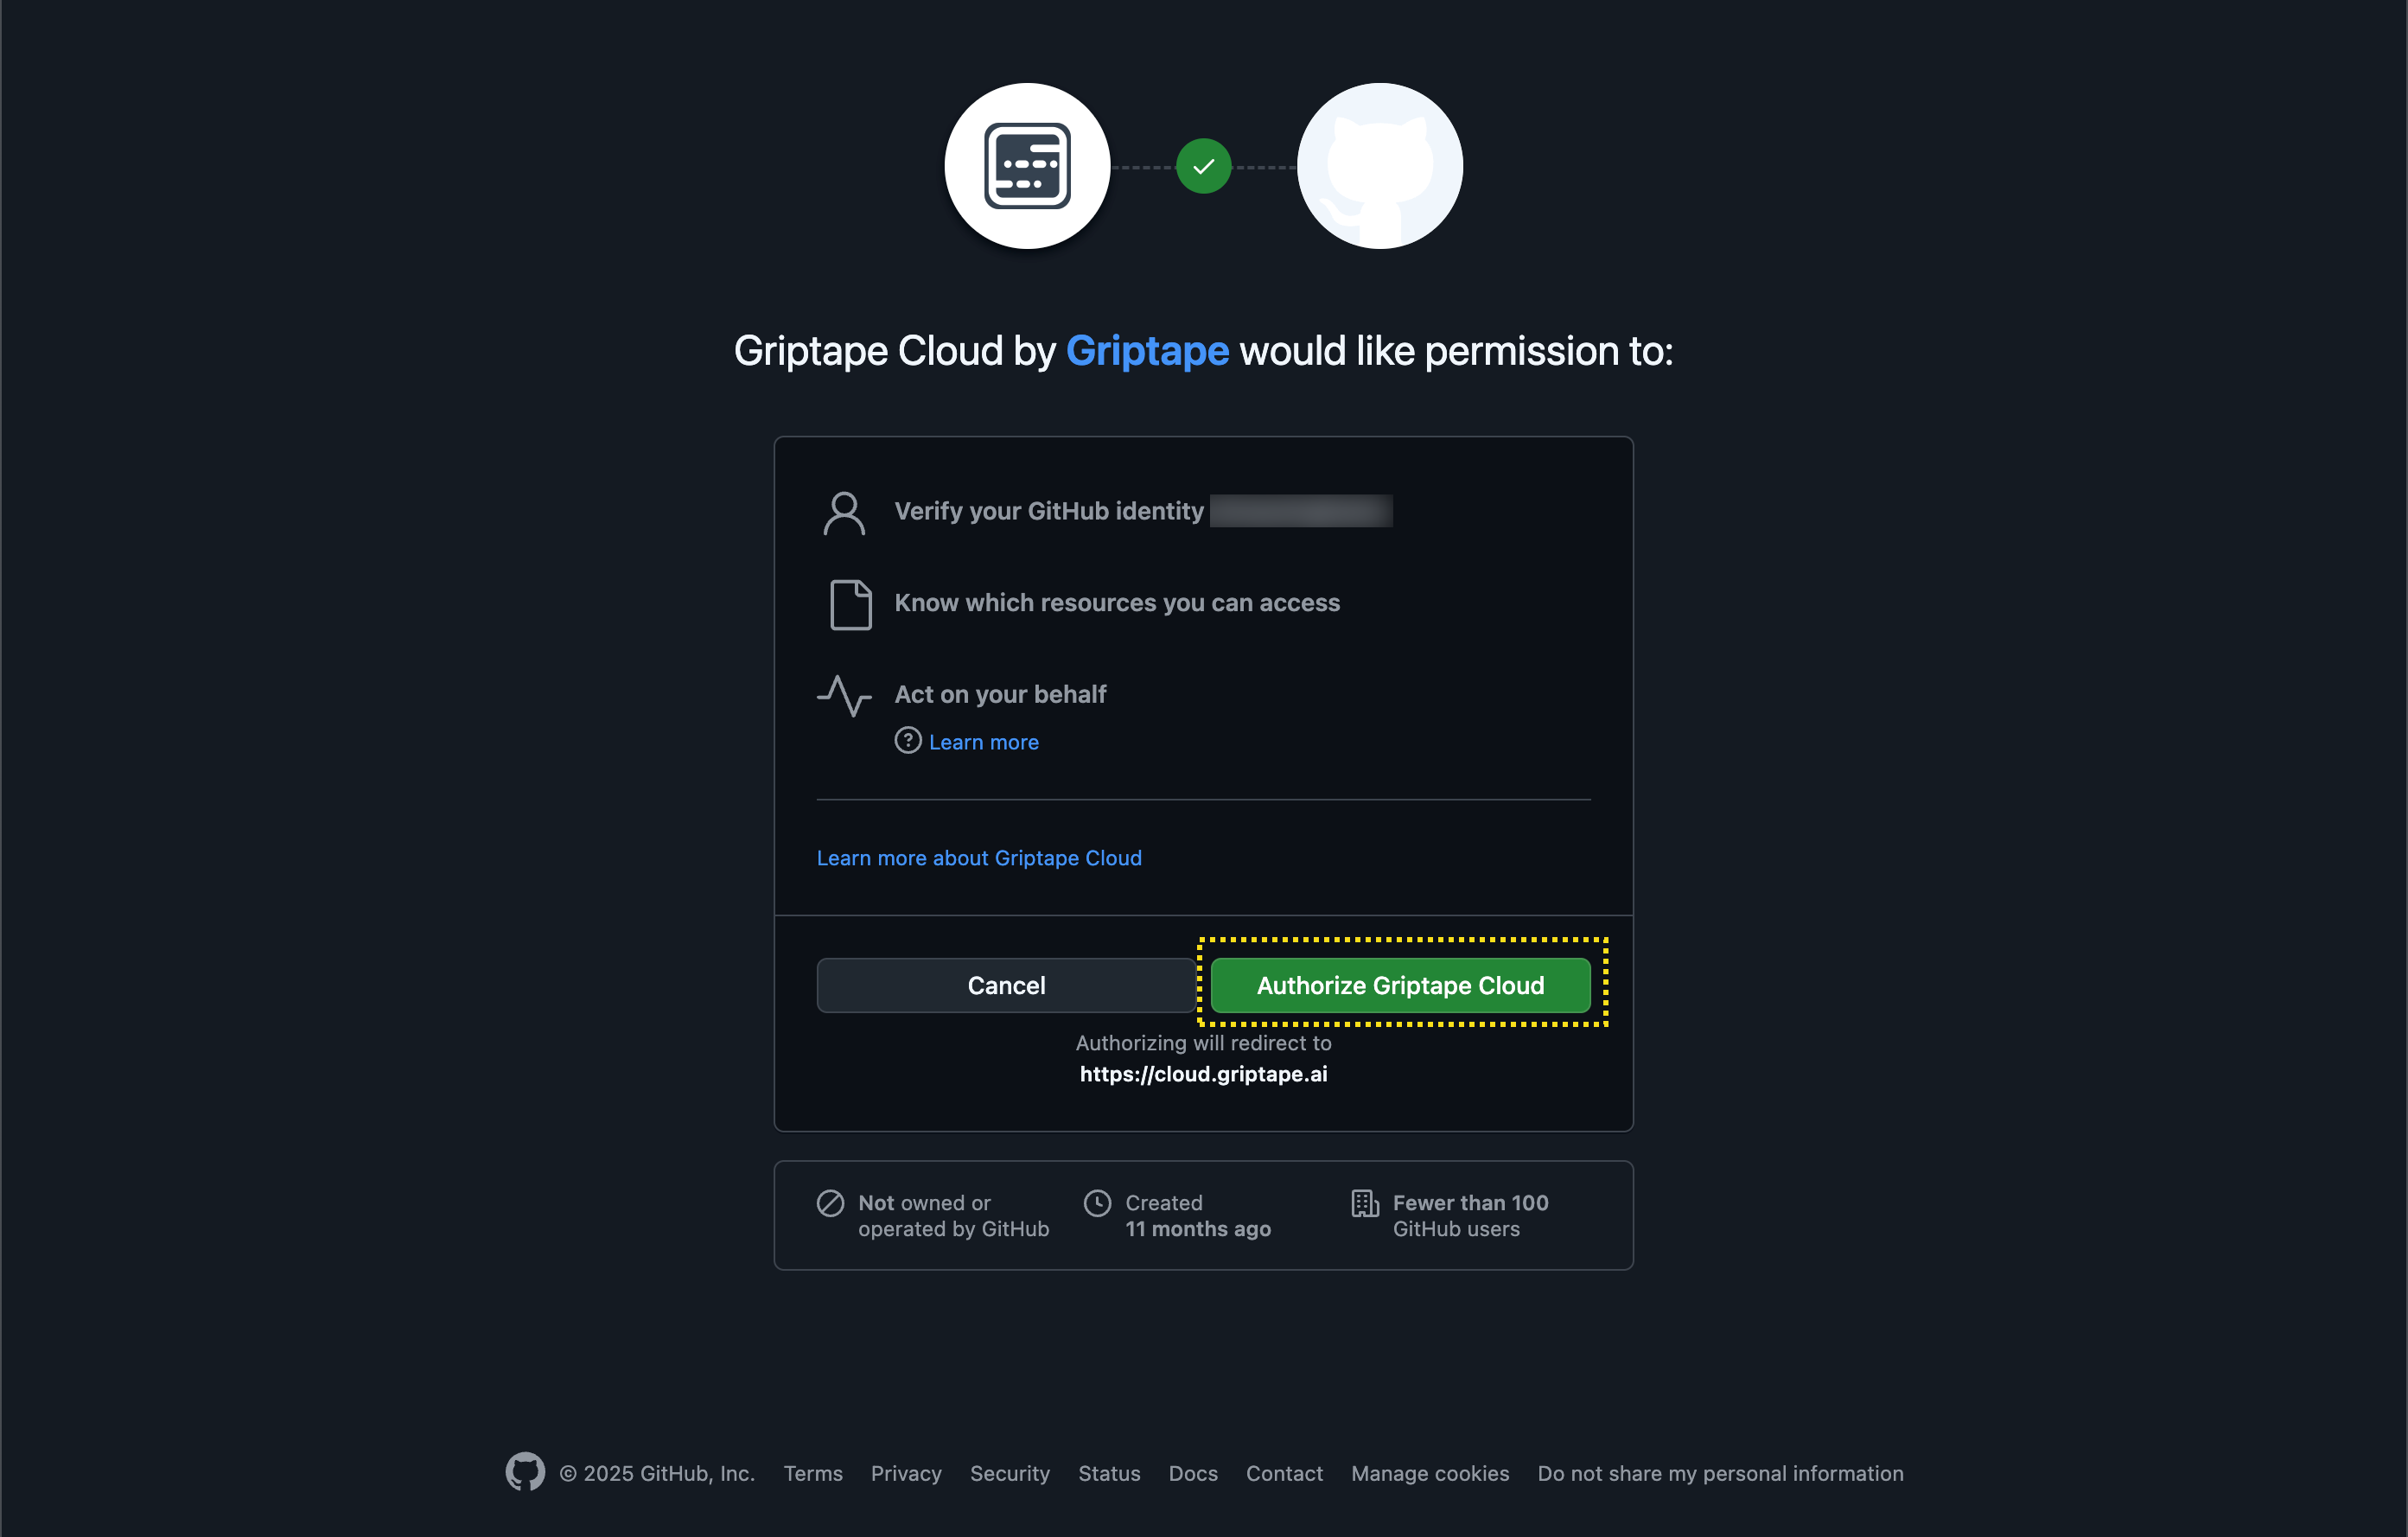 Griptape Cloud by Griptape would like permission to:
Verify your GitHub identity
Know which resources you can access
Act on your behalf
Learn more
Learn more about Griptape Cloud
Cancel
Authorize Griptape Cloud
Authorizing will redirect to
https://cloud.griptape.ai
Not owned or
operated by GitHub
Created
11 months ago
Fewer than 100
GitHub users
© 2025 GitHub, Inc.
Terms
Privacy
Security
Status
Docs
Contact
Manage cookies
Do not share my personal information